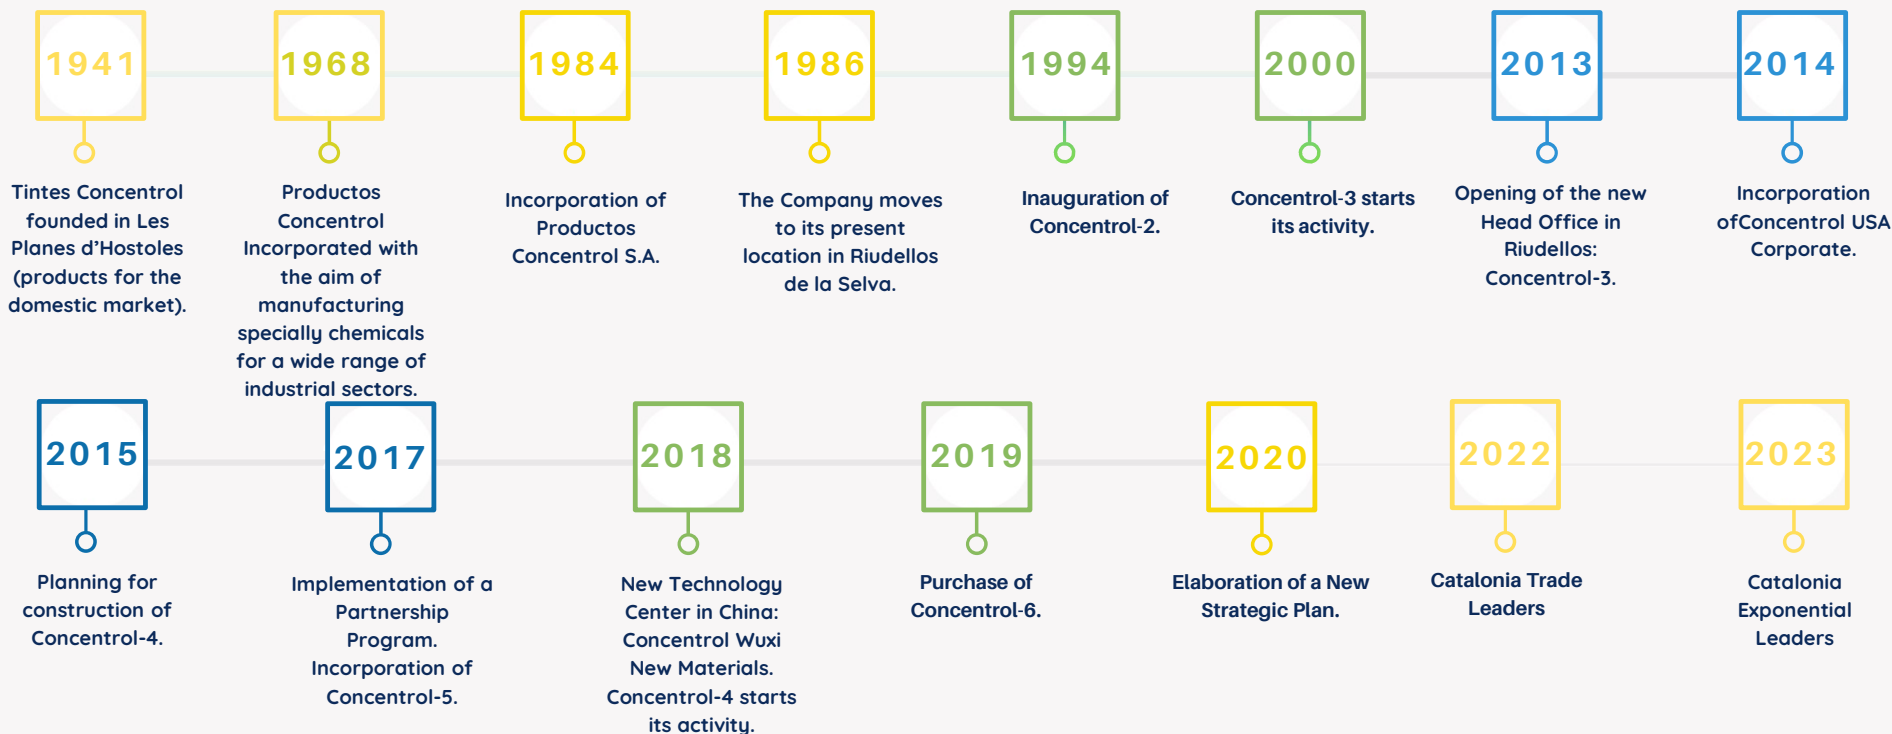 1941
Tintes Concentrol
founded in Les
Planes d’Hostoles
(products for the
domestic market).
1968
Productos
Concentrol
Incorporated with
the aim of
manufacturing
specially chemicals
for a wide range of
industrial sectors.
1984
Incorporation of
Productos
Concentrol S.A.
1986
The Company moves
to its present
location in Riudellos
de la Selva.
1994
Inauguration of
Concentrol-2.
2000
Concentrol-3 starts
its activity.
2013
Opening of the new
Head Office in
Riudellos:
Concentrol-3.
2014
Incorporation
ofConcentrol USA
Corporate.
2015
Planning for
construction of
Concentrol-4.
2017
Implementation of a
Partnership
Program.
Incorporation of
Concentrol-5.
2018
New Technology
Center in China:
Concentrol Wuxi
New Materials.
Concentrol-4 starts
its activity.
2019
Purchase of
Concentrol-6.
2020
Elaboration of a New
Strategic Plan.
2022
Catalonia Trade
Leaders
2023
Catalonia
Exponential
Leaders